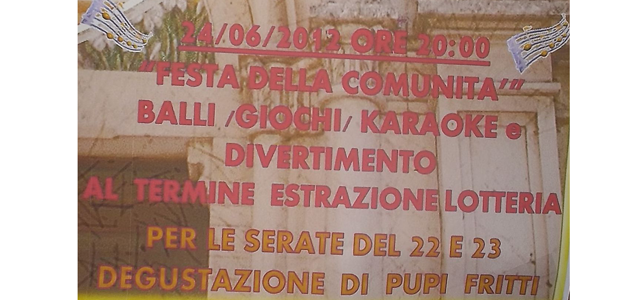 24/06/2012 ORE 20:00
"FESTA DELLA COMUNITA'"
BALLI /GIOCHI/ KARAOKE e
DIVERTIMENTO
AL TERMINE ESTRAZIONE LOTTERIA
PER LE SERATE DEL 22 E 23
DEGUSTAZIONE DI PUPI FRITTI